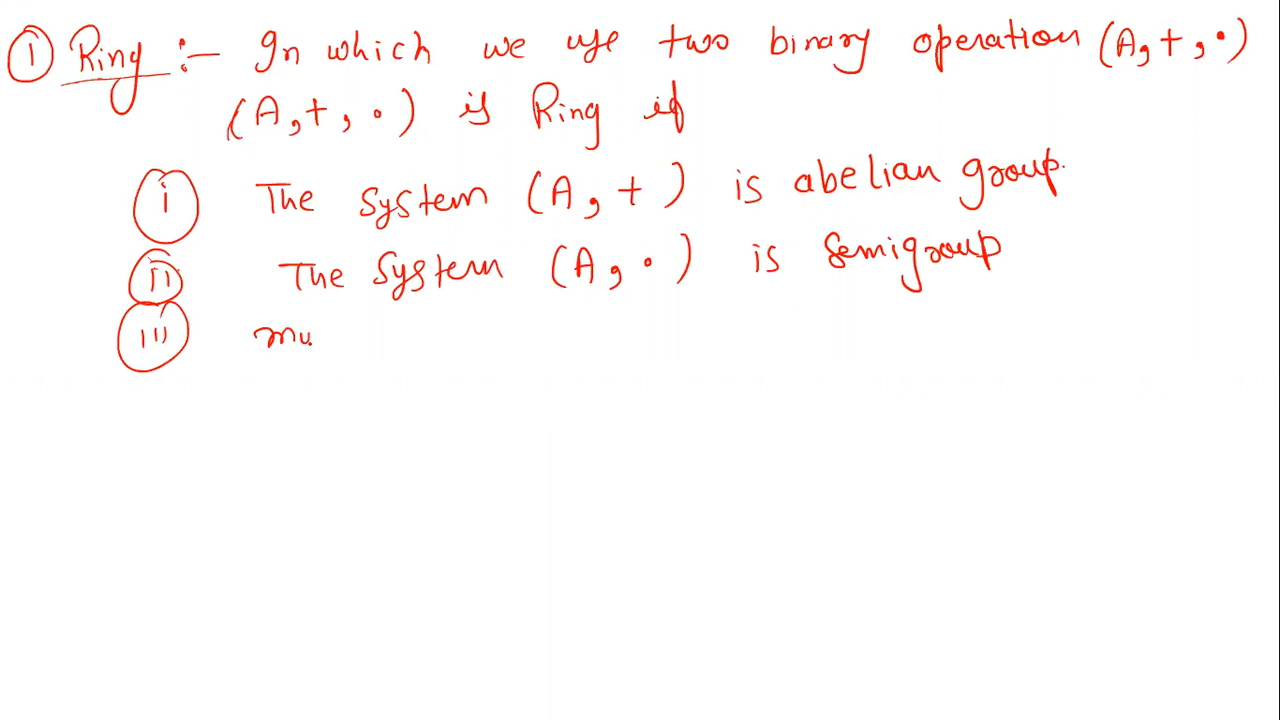 ① Ring :- In which we use two binary operation (A, +, •)
(A, +, •) is Ring if
(i) The system (A, +) is abelian group.
(ii) The system (A, •) is Semigroup
(iii) mu